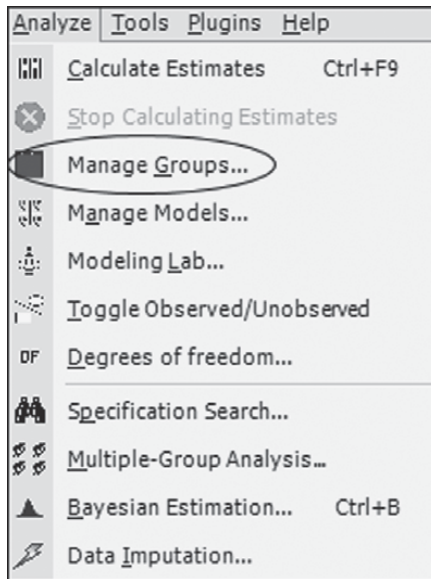 Analyze Tools Plugins Help
Calculate Estimates Ctrl+F9
Stop Calculating Estimates
Manage Groups...
Manage Models...
Modeling Lab...
Toggle Observed/Unobserved
DF Degrees of freedom...
Specification Search...
Multiple-Group Analysis...
Bayesian Estimation... Ctrl+B
Data Imputation...